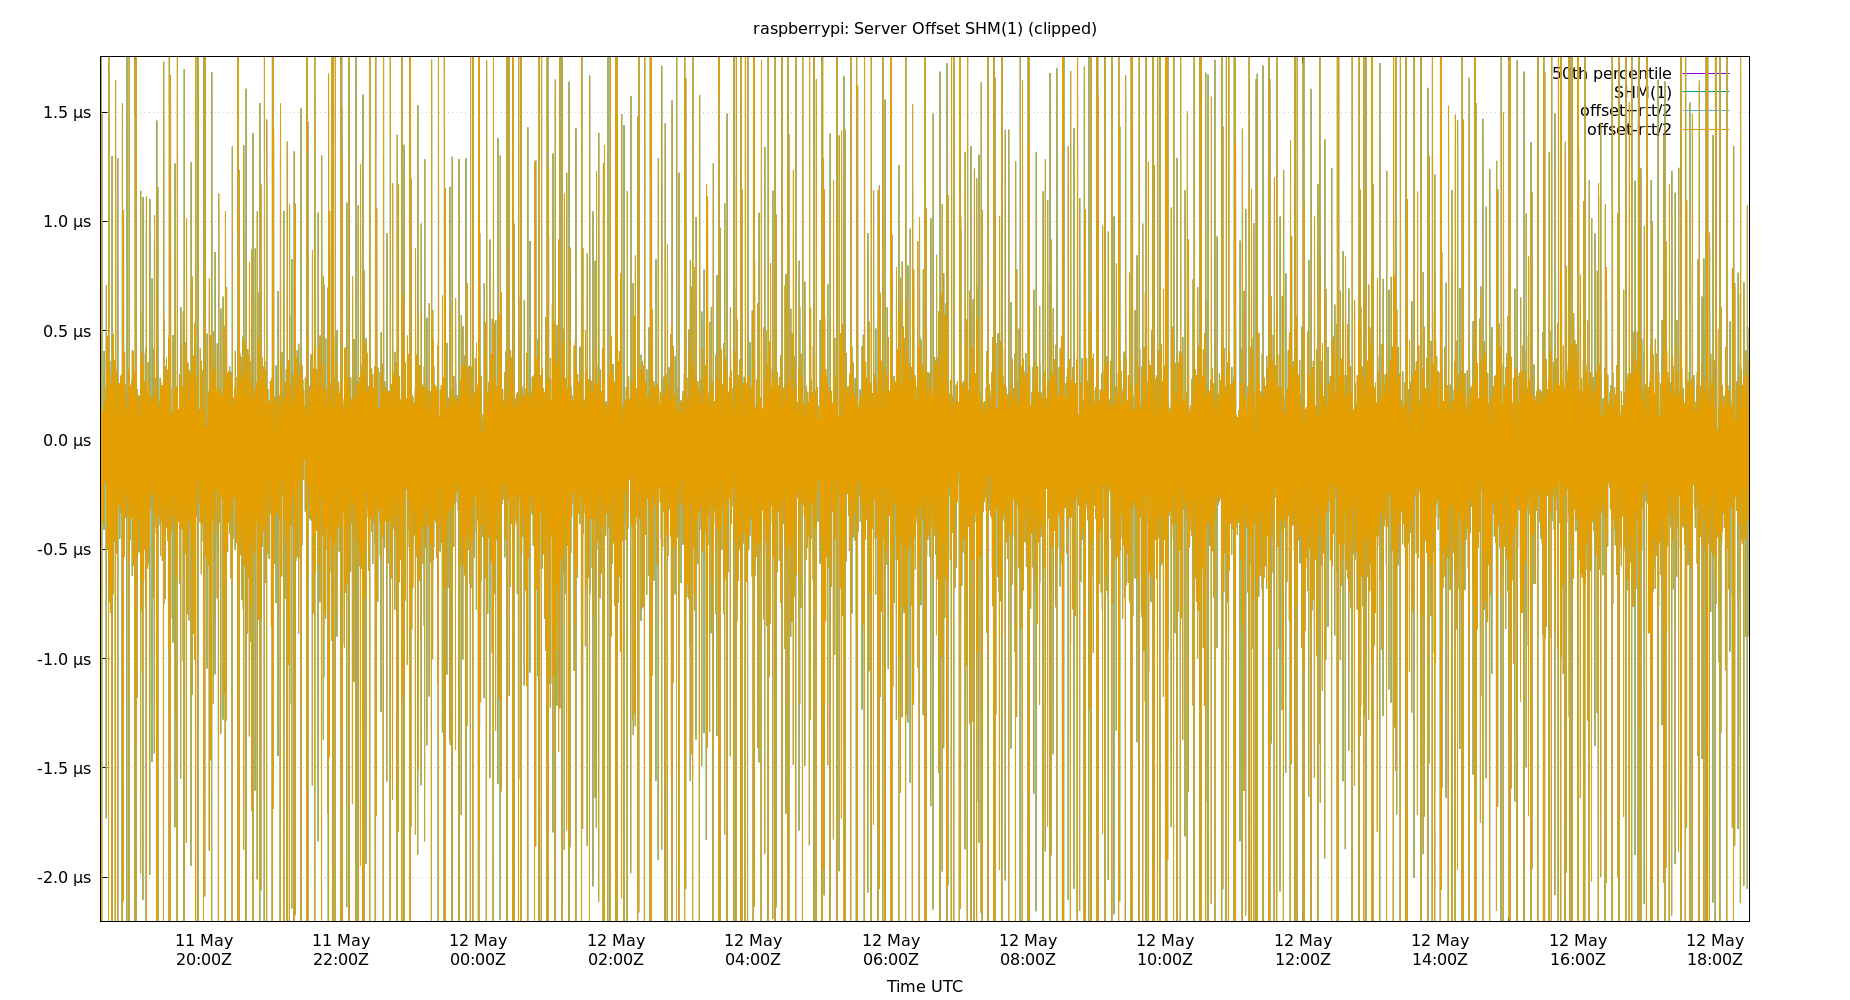 raspberrypi: Server Offset SHM(1) (clipped)
50th percentile
SHM(1)
offset+rtt/2
offset-rtt/2
1.5 µs
1.0 µs
0.5 µs
0.0 µs
-0.5 µs
-1.0 µs
-1.5 µs
-2.0 µs
11 May 11 May 12 May 12 May 12 May 12 May 12 May 12 May 12 May 12 May 12 May 12 May
20:00Z 22:00Z 00:00Z 02:00Z 04:00Z 06:00Z 08:00Z 10:00Z 12:00Z 14:00Z 16:00Z 18:00Z
Time UTC